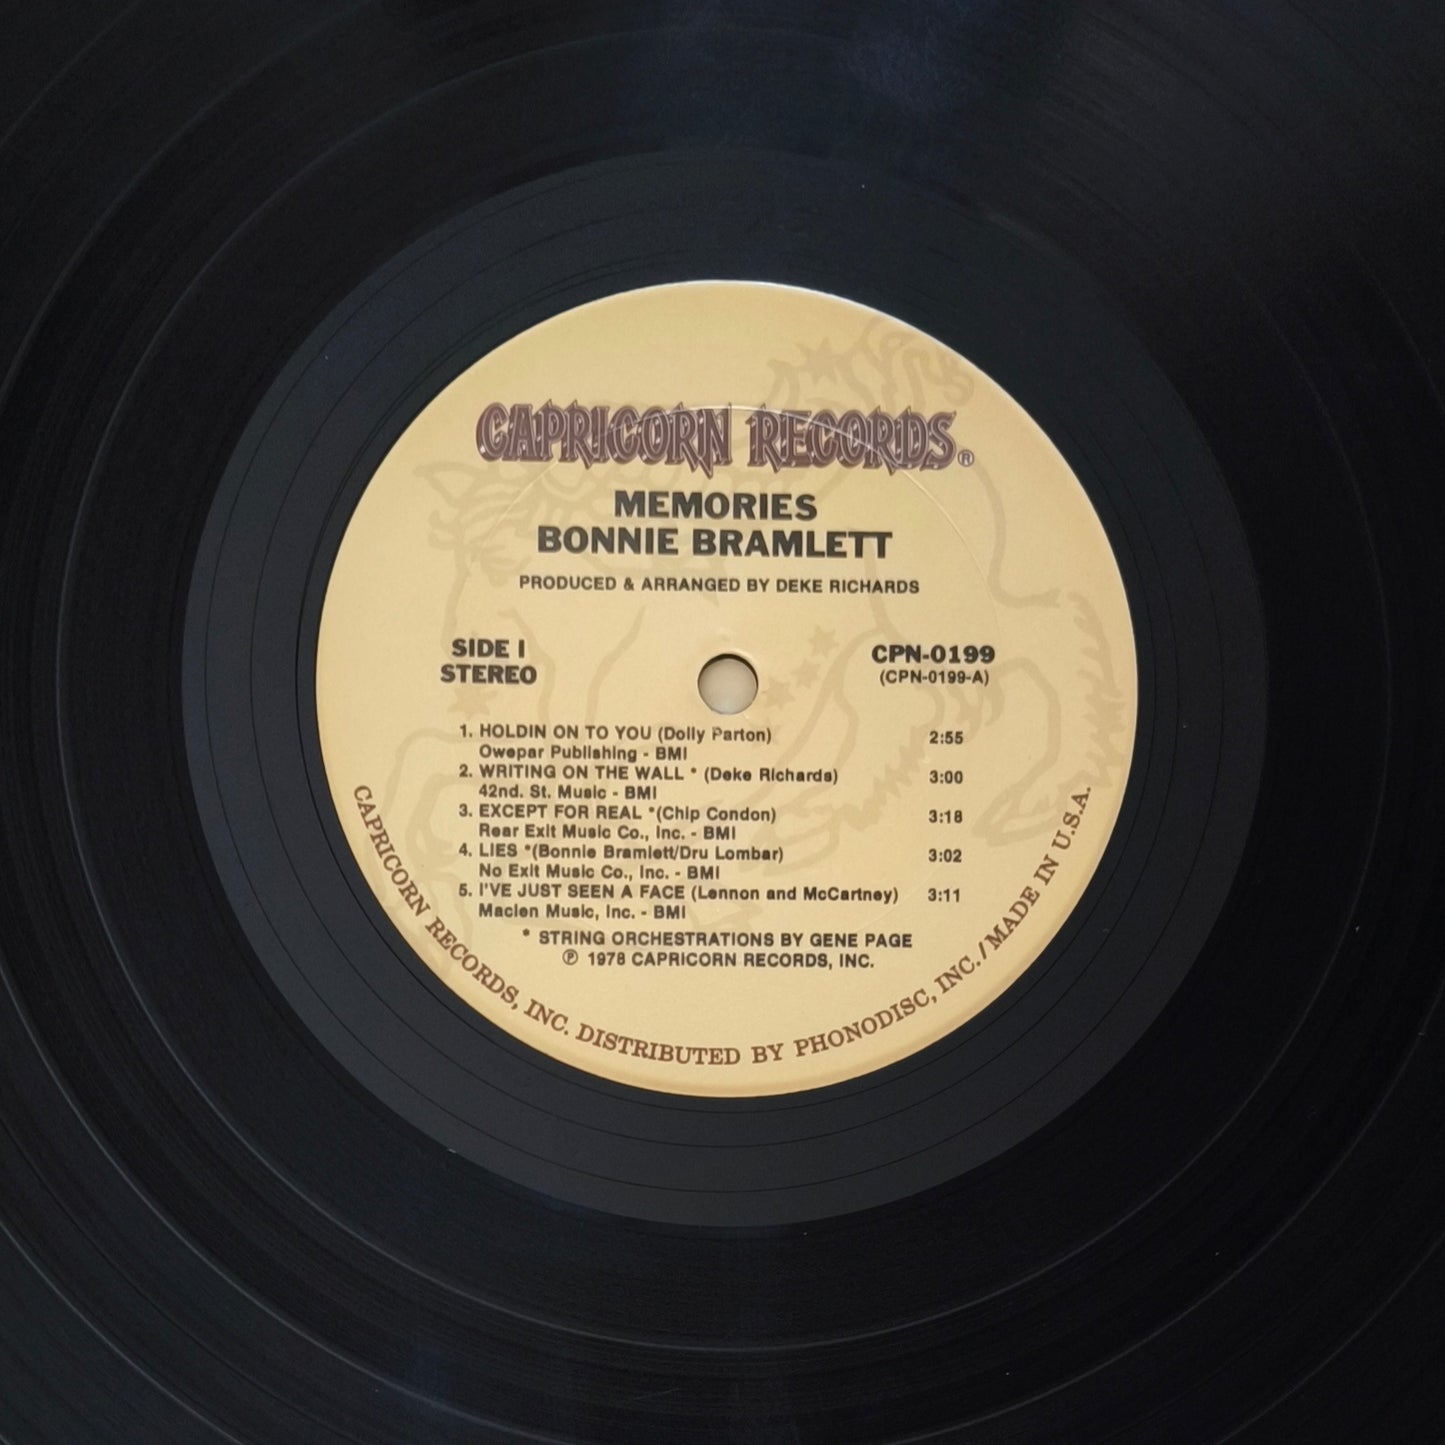 CAPRICORN RECORDS®
MEMORIES
BONNIE BRAMLETT
PRODUCED & ARRANGED BY DEKE RICHARDS
SIDE I
STEREO
CPN-0199
(CPN-0199-A)
1. HOLDIN ON TO YOU (Dolly Parton) 2:55
Owepar Publishing - BMI
2. WRITING ON THE WALL * (Deke Richards) 3:00
42nd. St. Music - BMI
3. EXCEPT FOR REAL *(Chip Condon) 3:18
Rear Exit Music Co., Inc. - BMI
4. LIES *(Bonnie Bramlett/Dru Lombar) 3:02
No Exit Music Co., Inc. - BMI
5. I'VE JUST SEEN A FACE (Lennon and McCartney) 3:11
Maclen Music, Inc. - BMI
* STRING ORCHESTRATIONS BY GENE PAGE
℗ 1978 CAPRICORN RECORDS, INC.
CAPRICORN RECORDS, INC. DISTRIBUTED BY PHONODISC, INC./MADE IN U.S.A.